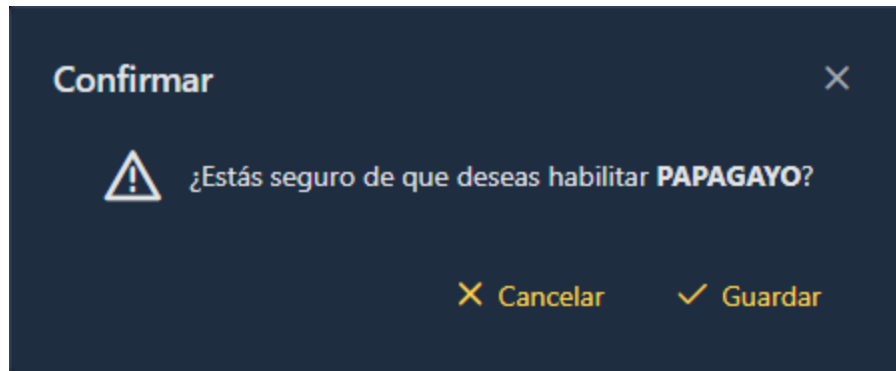 Confirmar
¿Estás seguro de que deseas habilitar PAPAGAYO?
Cancelar Guardar